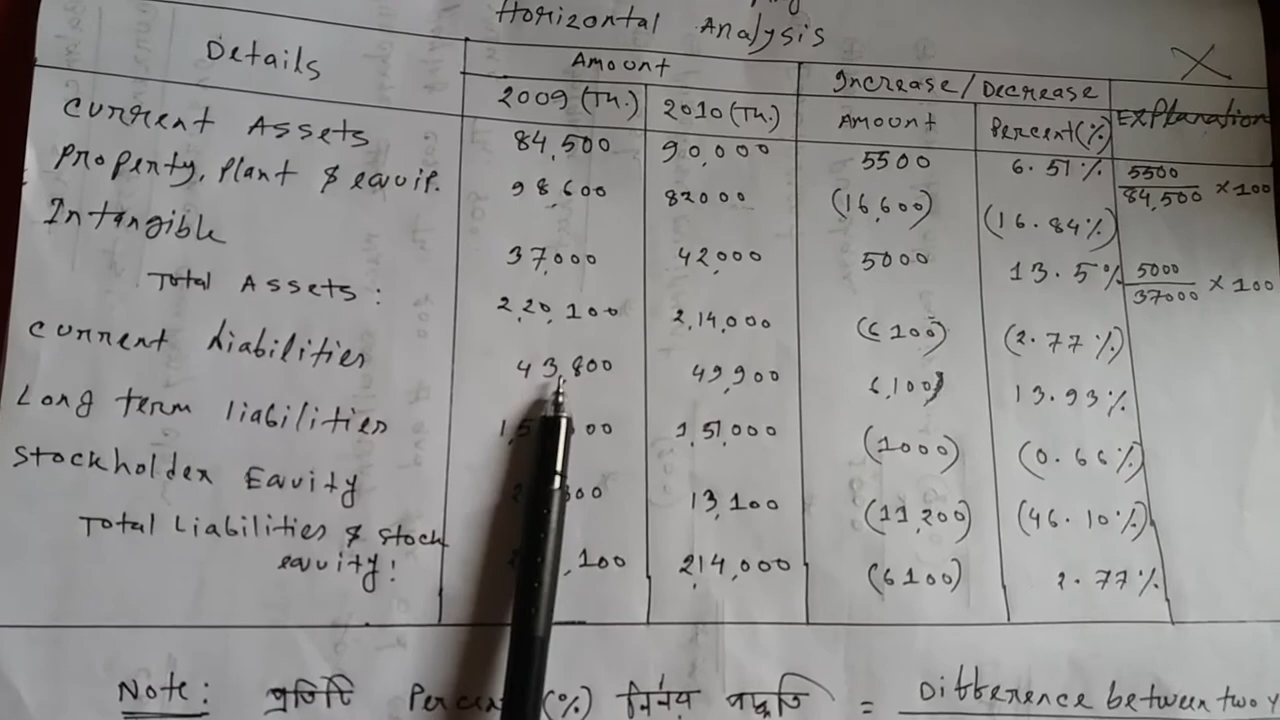 Horizontal Analysis
Details Amount Increase/Decrease Explanation
2009 (Th.) 2010 (Th.) Amount Percent (%)
Current Assets 84,500 90,000 5500 6.51% 5500/84,500 × 100
Property, Plant & equip. 98,600 82000 (16,600) (16.84%)
Intangible 37,000 42,000 5000 13.5% 5000/37000 × 100
Total Assets: 2,20,100 2,14,000 (6100) (2.77%)
Current Liabilities 43,800 49,900 6,100 13.93%
Long term liabilities 1,51,000 (1000) (0.66%)
Stockholder Equity 13,100 (11,200) (46.10%)
Total Liabilities & stock
equity: 214,000 (6100) 2.77%
Note: Percent (%) নির্ণয় পদ্ধতি = Difference between two y